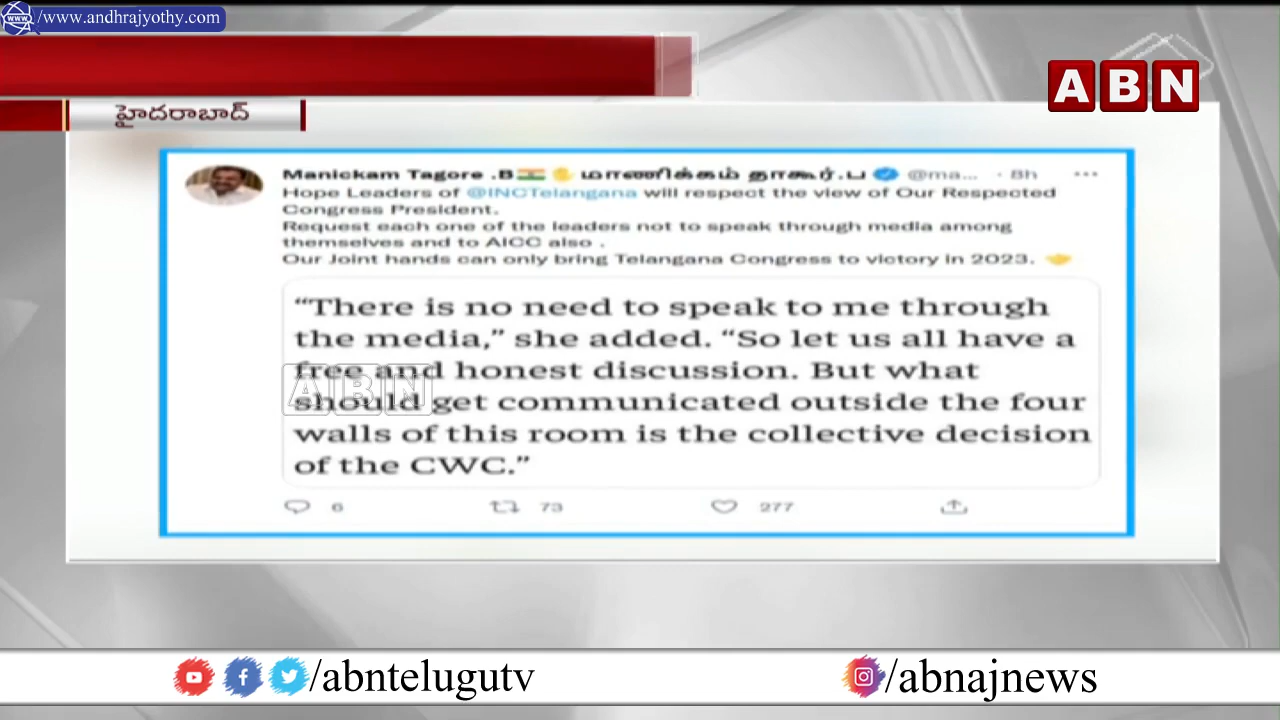 /www.andhrajyothy.com
ABN
హైదరాబాద్
Manickam Tagore .B🇮🇳✋மாணிக்கம் தாகூர்.ப @ma... · 8h ···
Hope Leaders of @INCTelangana will respect the view of Our Respected
Congress President.
Request each one of the leaders not to speak through media among
themselves and to AICC also .
Our Joint hands can only bring Telangana Congress to victory in 2023. 🤝
“There is no need to speak to me through
the media,” she added. “So let us all have a
free and honest discussion. But what
should get communicated outside the four
walls of this room is the collective decision
of the CWC.”
ABN
6 73 277
/abntelugutv /abnajnews